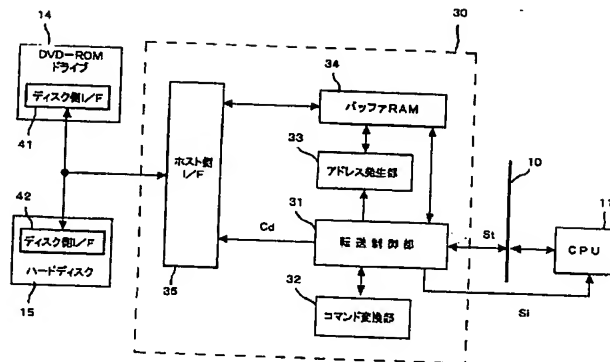 14
DVD-ROM
ドライブ
ディスク側I/F
41
42
ディスク側I/F
ハードディスク
15
30
ホスト側
I/F
35
34
バッファRAM
33
アドレス発生部
31
転送制御部
Cd
32
コマンド変換部
St
Si
10
11
CPU